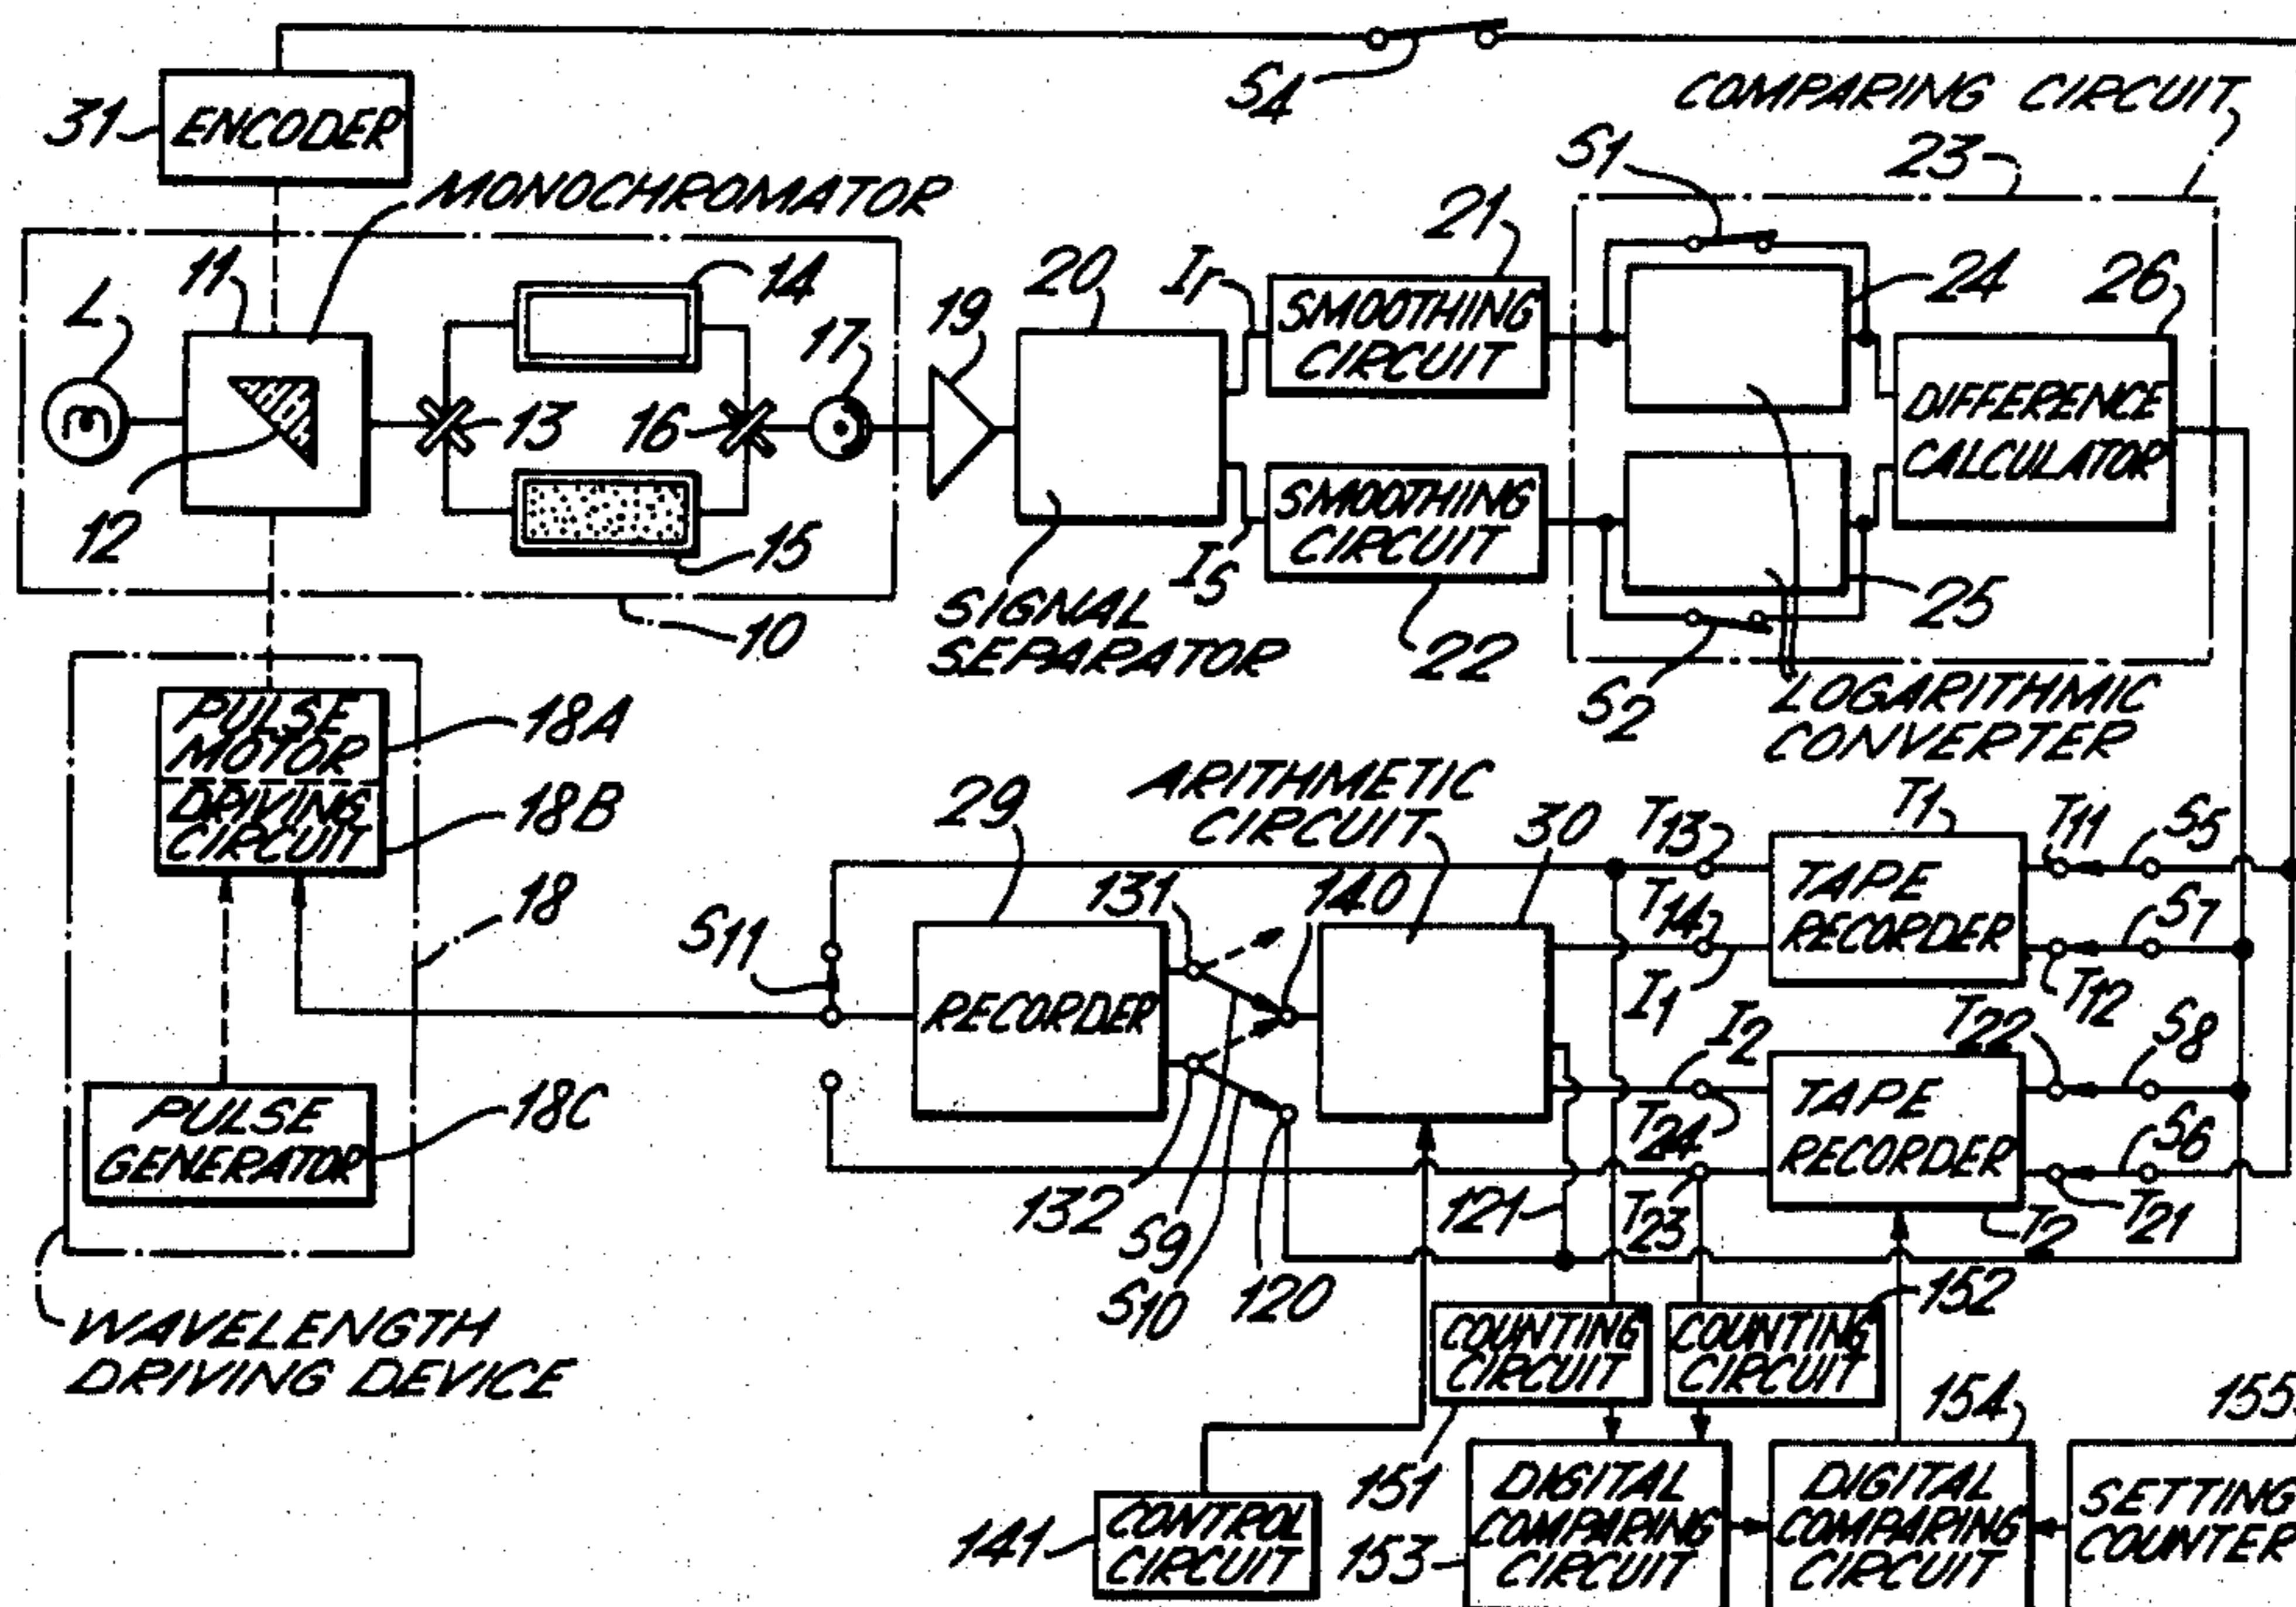 S4
COMPARING CIRCUIT
31
ENCODER
S1
23
MONOCHROMATOR
21
L
11
14
17
19
20
Ir
SMOOTHING
CIRCUIT
24
26
13
16
DIFFERENCE
CALCULATOR
12
15
SMOOTHING
CIRCUIT
Is
25
10
SIGNAL
SEPARATOR
22
S2
LOGARITHMIC
CONVERTER
PULSE
MOTOR
18A
DRIVING
CIRCUIT
18B
18
29
ARITHMETIC
CIRCUIT
30
T13
T1
T11
S5
131
140
T14
TAPE
RECORDER
S7
S11
RECORDER
I1
T12
I2
T22
S8
PULSE
GENERATOR
18C
T24
TAPE
RECORDER
S6
132
S9
S10
120
121
T23
T2
T21
WAVELENGTH
DRIVING DEVICE
COUNTING
CIRCUIT
COUNTING
CIRCUIT
152
151
154
155
141
CONTROL
CIRCUIT
153
DIGITAL
COMPARING
CIRCUIT
DIGITAL
COMPARING
CIRCUIT
SETTING
COUNTER